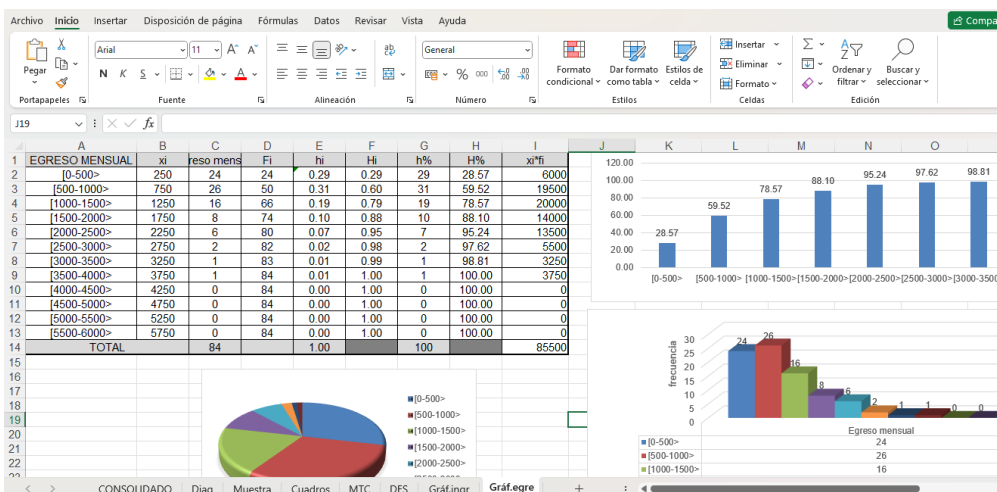 Archivo Inicio Insertar Disposición de página Fórmulas Datos Revisar Vista Ayuda
Compa
Pegar
Arial 11 A^ A˅
N K S A
ab
General
% 000
Formato condicional
Dar formato como tabla
Estilos de celda
Insertar
Eliminar
Formato
Ordenar y filtrar
Buscar y seleccionar
Portapapeles Fuente Alineación Número Estilos Celdas Edición
J19 fx
A B C D E F G H I J K L M N O
1 EGRESO MENSUAL xi reso mens Fi hi Hi h% H% xi*fi
2 [0-500> 250 24 24 0.29 0.29 29 28.57 6000
3 [500-1000> 750 26 50 0.31 0.60 31 59.52 19500
4 [1000-1500> 1250 16 66 0.19 0.79 19 78.57 20000
5 [1500-2000> 1750 8 74 0.10 0.88 10 88.10 14000
6 [2000-2500> 2250 6 80 0.07 0.95 7 95.24 13500
7 [2500-3000> 2750 2 82 0.02 0.98 2 97.62 5500
8 [3000-3500> 3250 1 83 0.01 0.99 1 98.81 3250
9 [3500-4000> 3750 1 84 0.01 1.00 1 100.00 3750
10 [4000-4500> 4250 0 84 0.00 1.00 0 100.00 0
11 [4500-5000> 4750 0 84 0.00 1.00 0 100.00 0
12 [5000-5500> 5250 0 84 0.00 1.00 0 100.00 0
13 [5500-6000> 5750 0 84 0.00 1.00 0 100.00 0
14 TOTAL 84 1.00 100 85500
15
16
17
18
19
20
21
22
120.00
100.00
80.00
60.00
40.00
20.00
0.00
28.57 59.52 78.57 88.10 95.24 97.62 98.81
[0-500> [500-1000> [1000-1500> [1500-2000> [2000-2500> [2500-3000> [3000-3500
[0-500>
[500-1000>
[1000-1500>
[1500-2000>
[2000-2500>
frecuencia
30
25
20
15
10
5
0
24 26 16 8 6 2 1 1 0 0
Egreso mensual
[0-500> 24
[500-1000> 26
[1000-1500> 16
CONSOLIDADO Diag Muestra Cuadros MTC DES Gráf.ingr Gráf.egre +